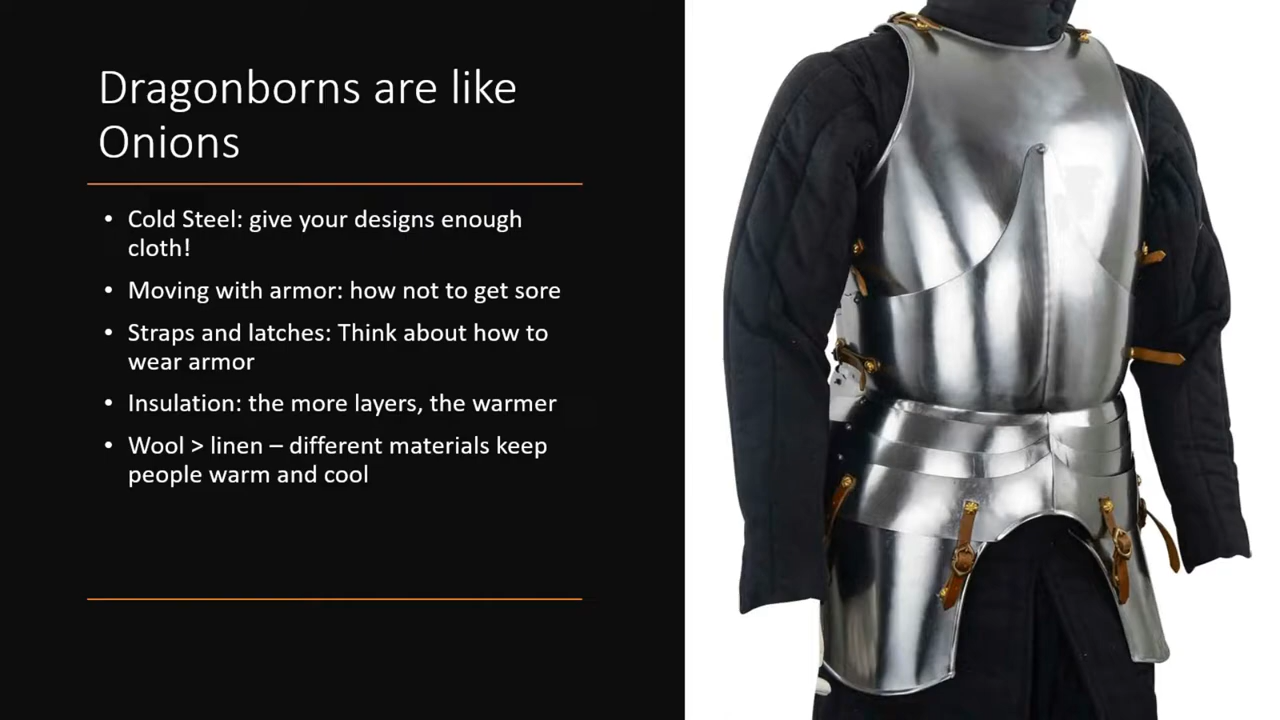 Dragonborns are like
Onions
• Cold Steel: give your designs enough
cloth!
• Moving with armor: how not to get sore
• Straps and latches: Think about how to
wear armor
• Insulation: the more layers, the warmer
• Wool > linen – different materials keep
people warm and cool